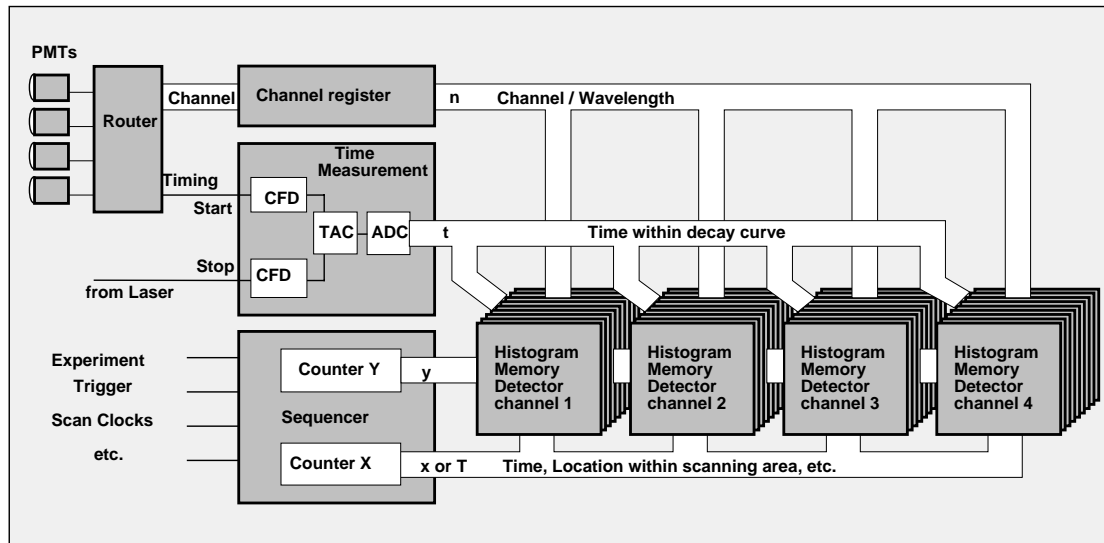 PMTs
Router
Channel
Channel register
n Channel / Wavelength
Time
Measurement
Timing
Start
CFD
TAC
ADC
t Time within decay curve
Stop
CFD
from Laser
Experiment
Trigger
Scan Clocks
etc.
Counter Y
Sequencer
Counter X
y
x or T Time, Location within scanning area, etc.
Histogram
Memory
Detector
channel 1
Histogram
Memory
Detector
channel 2
Histogram
Memory
Detector
channel 3
Histogram
Memory
Detector
channel 4